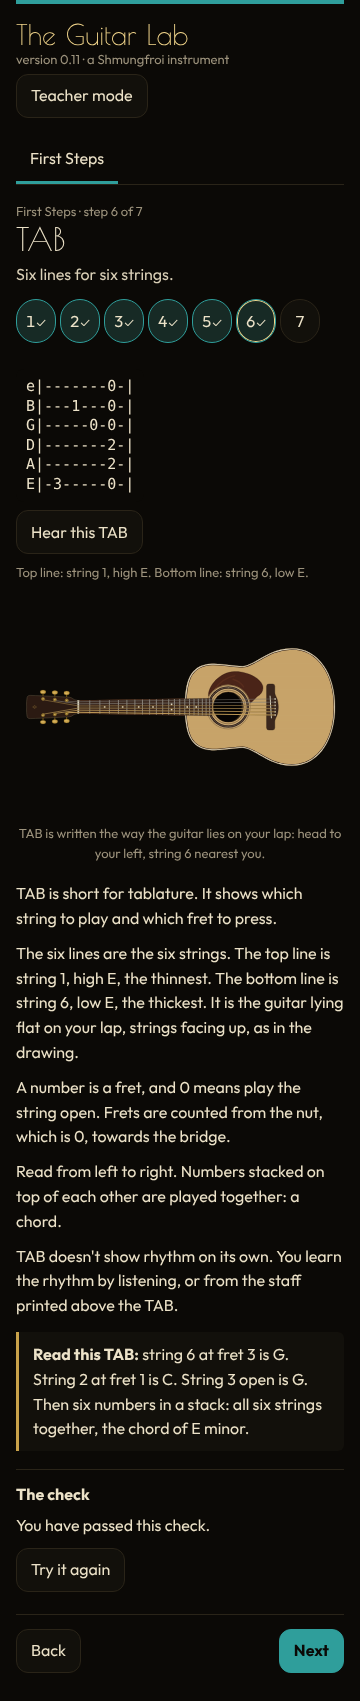 The Guitar Lab
version 0.11 · a Shmungfroi instrument
Teacher mode
First Steps
First Steps · step 6 of 7
TAB
Six lines for six strings.
1✓ 2✓ 3✓ 4✓ 5✓ 6✓ 7
e|-------0-|
B|---1---0-|
G|-----0-0-|
D|-------2-|
A|-------2-|
E|-3-----0-|
Hear this TAB
Top line: string 1, high E. Bottom line: string 6, low E.
TAB is written the way the guitar lies on your lap: head to
your left, string 6 nearest you.
TAB is short for tablature. It shows which
string to play and which fret to press.
The six lines are the six strings. The top line is
string 1, high E, the thinnest. The bottom line is
string 6, low E, the thickest. It is the guitar lying
flat on your lap, strings facing up, as in the
drawing.
A number is a fret, and 0 means play the
string open. Frets are counted from the nut,
which is 0, towards the bridge.
Read from left to right. Numbers stacked on
top of each other are played together: a
chord.
TAB doesn't show rhythm on its own. You learn
the rhythm by listening, or from the staff
printed above the TAB.
Read this TAB: string 6 at fret 3 is G.
String 2 at fret 1 is C. String 3 open is G.
Then six numbers in a stack: all six strings
together, the chord of E minor.
The check
You have passed this check.
Try it again
Back Next